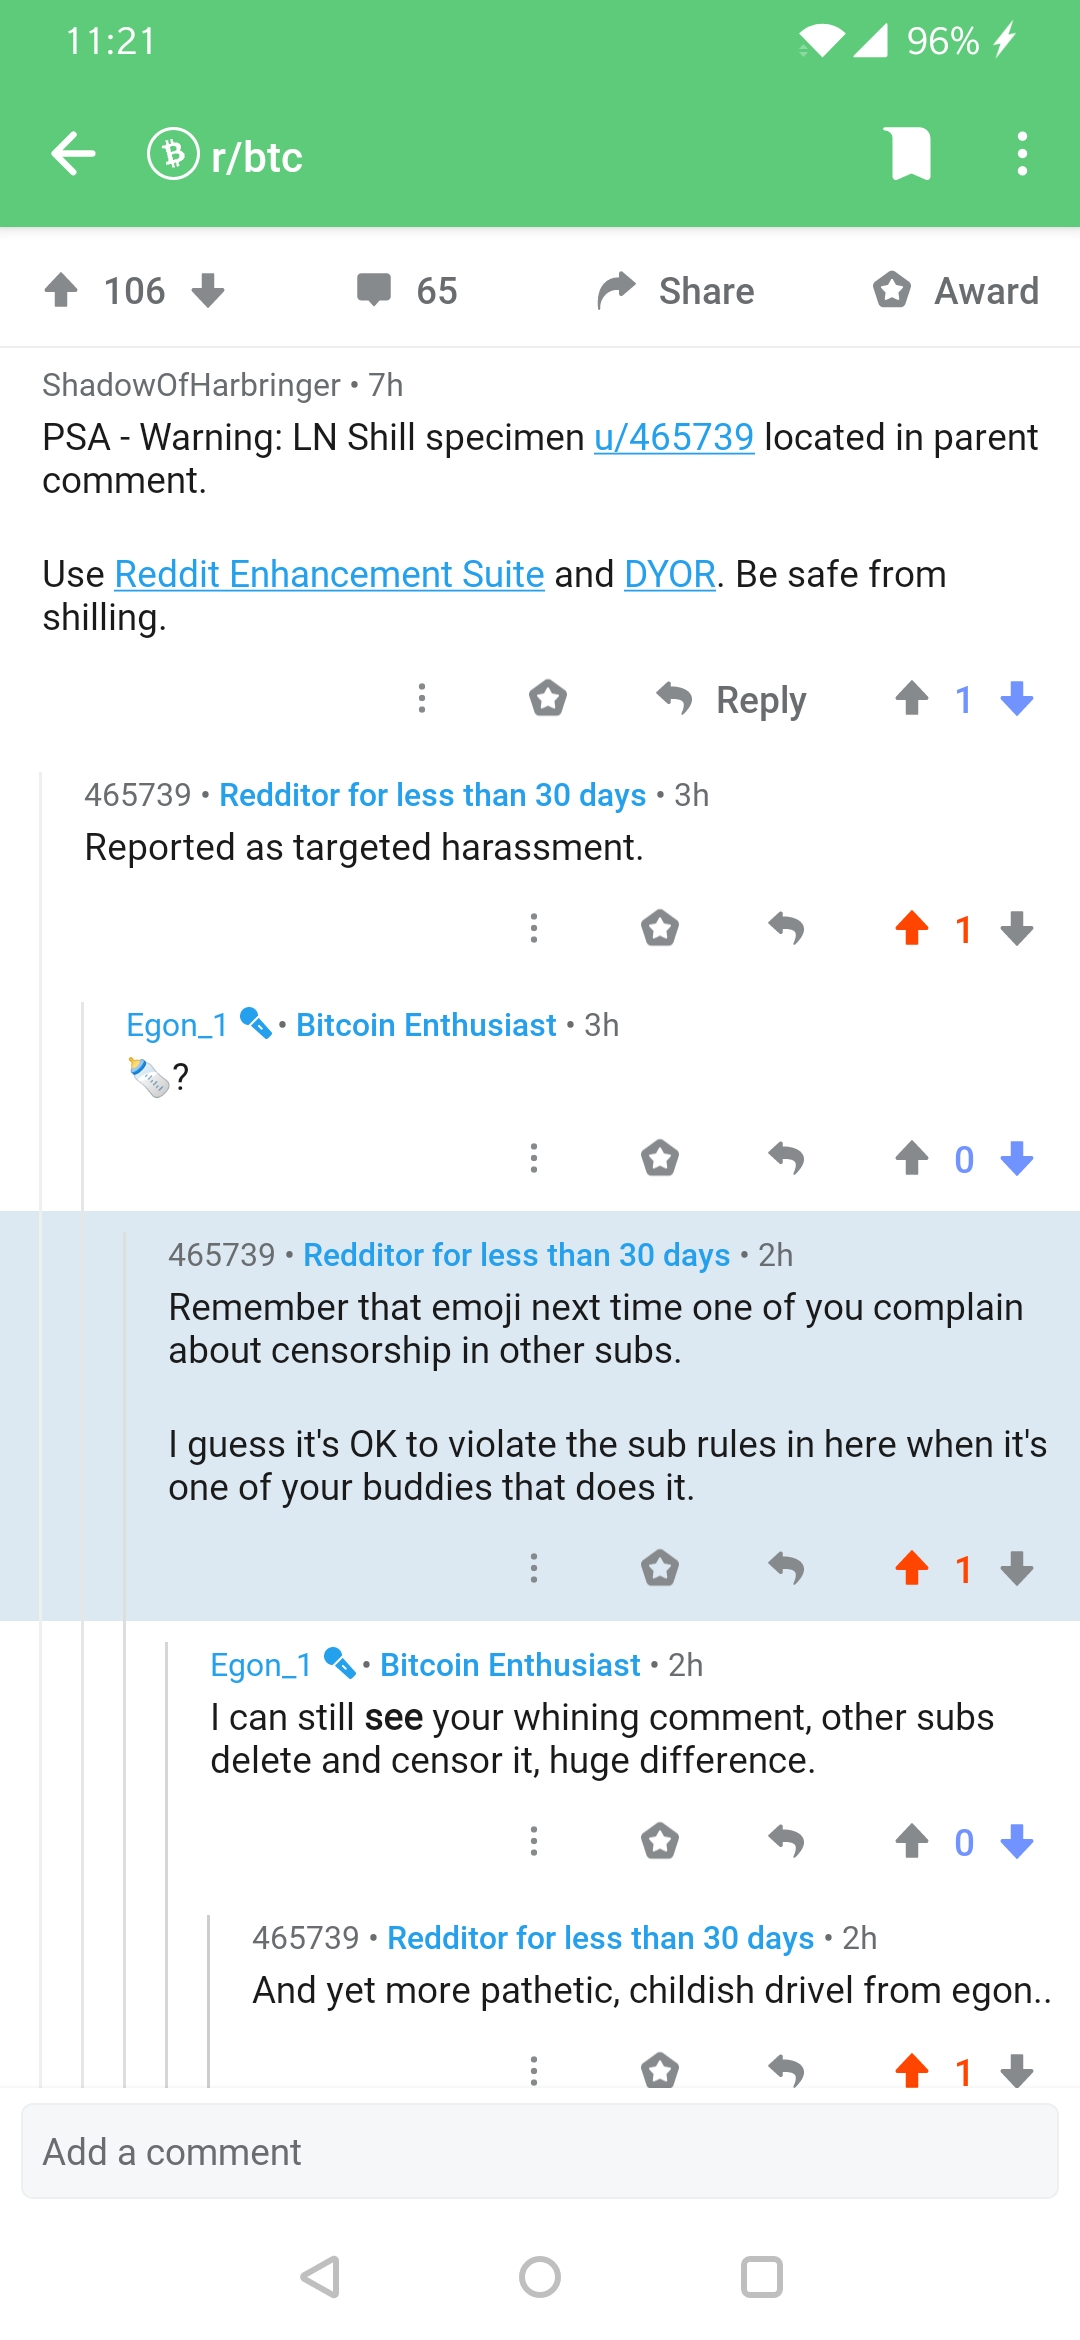 11:21 96%
r/btc
106 65 Share Award
ShadowOfHarbringer • 7h
PSA - Warning: LN Shill specimen u/465739 located in parent
comment.
Use Reddit Enhancement Suite and DYOR. Be safe from
shilling.
Reply 1
465739 • Redditor for less than 30 days • 3h
Reported as targeted harassment.
1
Egon_1 • Bitcoin Enthusiast • 3h
🍼?
0
465739 • Redditor for less than 30 days • 2h
Remember that emoji next time one of you complain
about censorship in other subs.
I guess it's OK to violate the sub rules in here when it's
one of your buddies that does it.
1
Egon_1 • Bitcoin Enthusiast • 2h
I can still see your whining comment, other subs
delete and censor it, huge difference.
0
465739 • Redditor for less than 30 days • 2h
And yet more pathetic, childish drivel from egon..
1
Add a comment